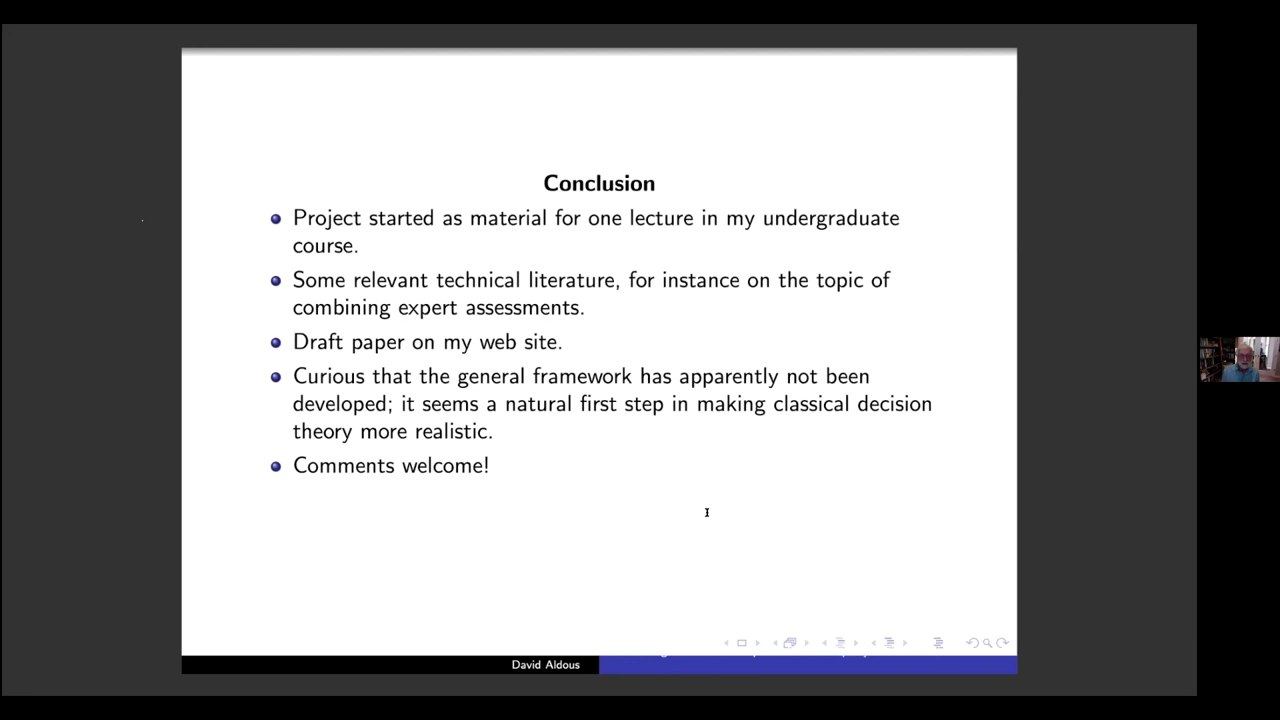 Conclusion
Project started as material for one lecture in my undergraduate
course.
Some relevant technical literature, for instance on the topic of
combining expert assessments.
Draft paper on my web site.
Curious that the general framework has apparently not been
developed; it seems a natural first step in making classical decision
theory more realistic.
Comments welcome!
David Aldous